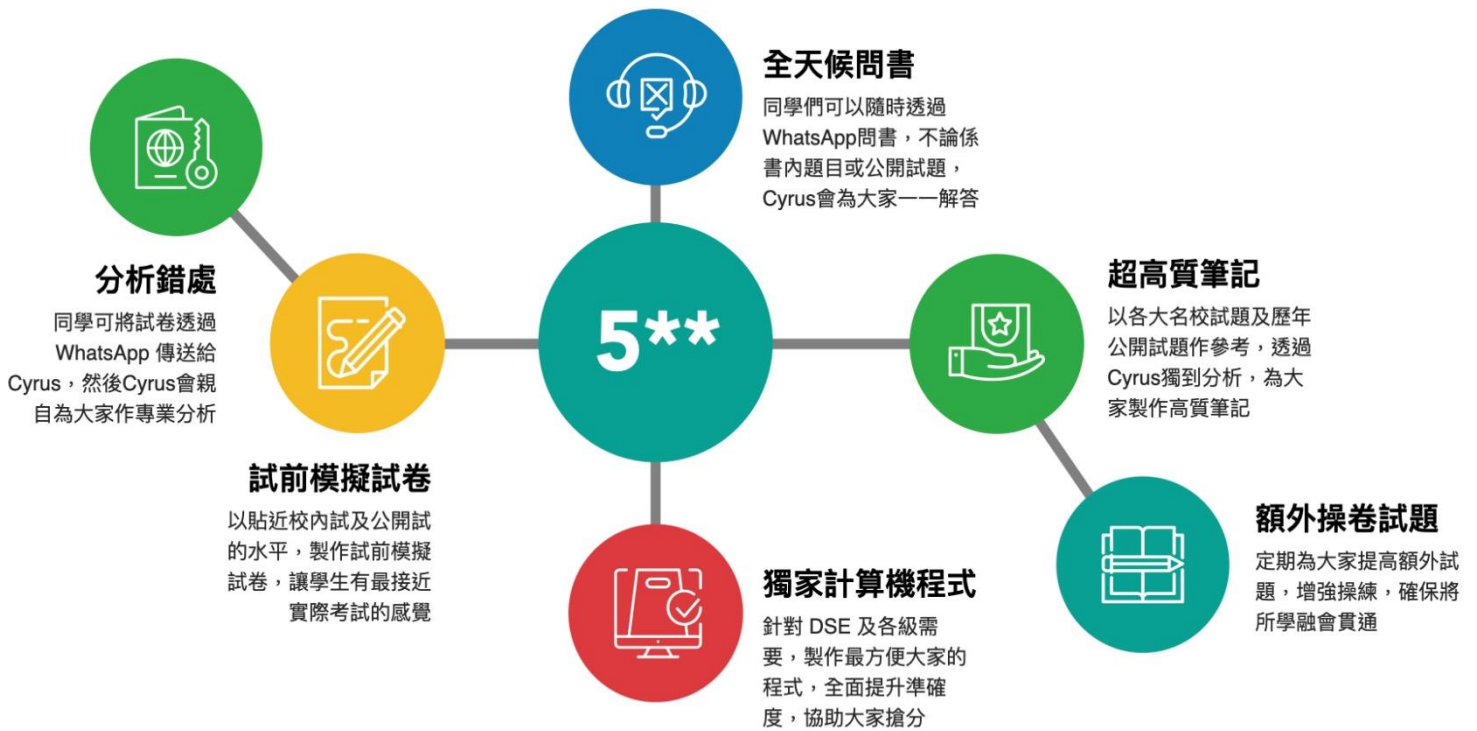 全天候問書
同學們可以隨時透過
WhatsApp問書，不論係
書內題目或公開試題，
Cyrus會為大家一一解答
分析錯處
同學可將試卷透過
WhatsApp 傳送給
Cyrus，然後Cyrus會親
自為大家作專業分析
5**
超高質筆記
以各大名校試題及歷年
公開試題作參考，透過
Cyrus獨到分析，為大
家製作高質筆記
試前模擬試卷
以貼近校內試及公開試
的水平，製作試前模擬
試卷，讓學生有最接近
實際考試的感覺
獨家計算機程式
針對 DSE 及各級需
要，製作最方便大家的
程式，全面提升準確
度，協助大家搶分
額外操卷試題
定期為大家提高額外試
題，增強操練，確保將
所學融會貫通